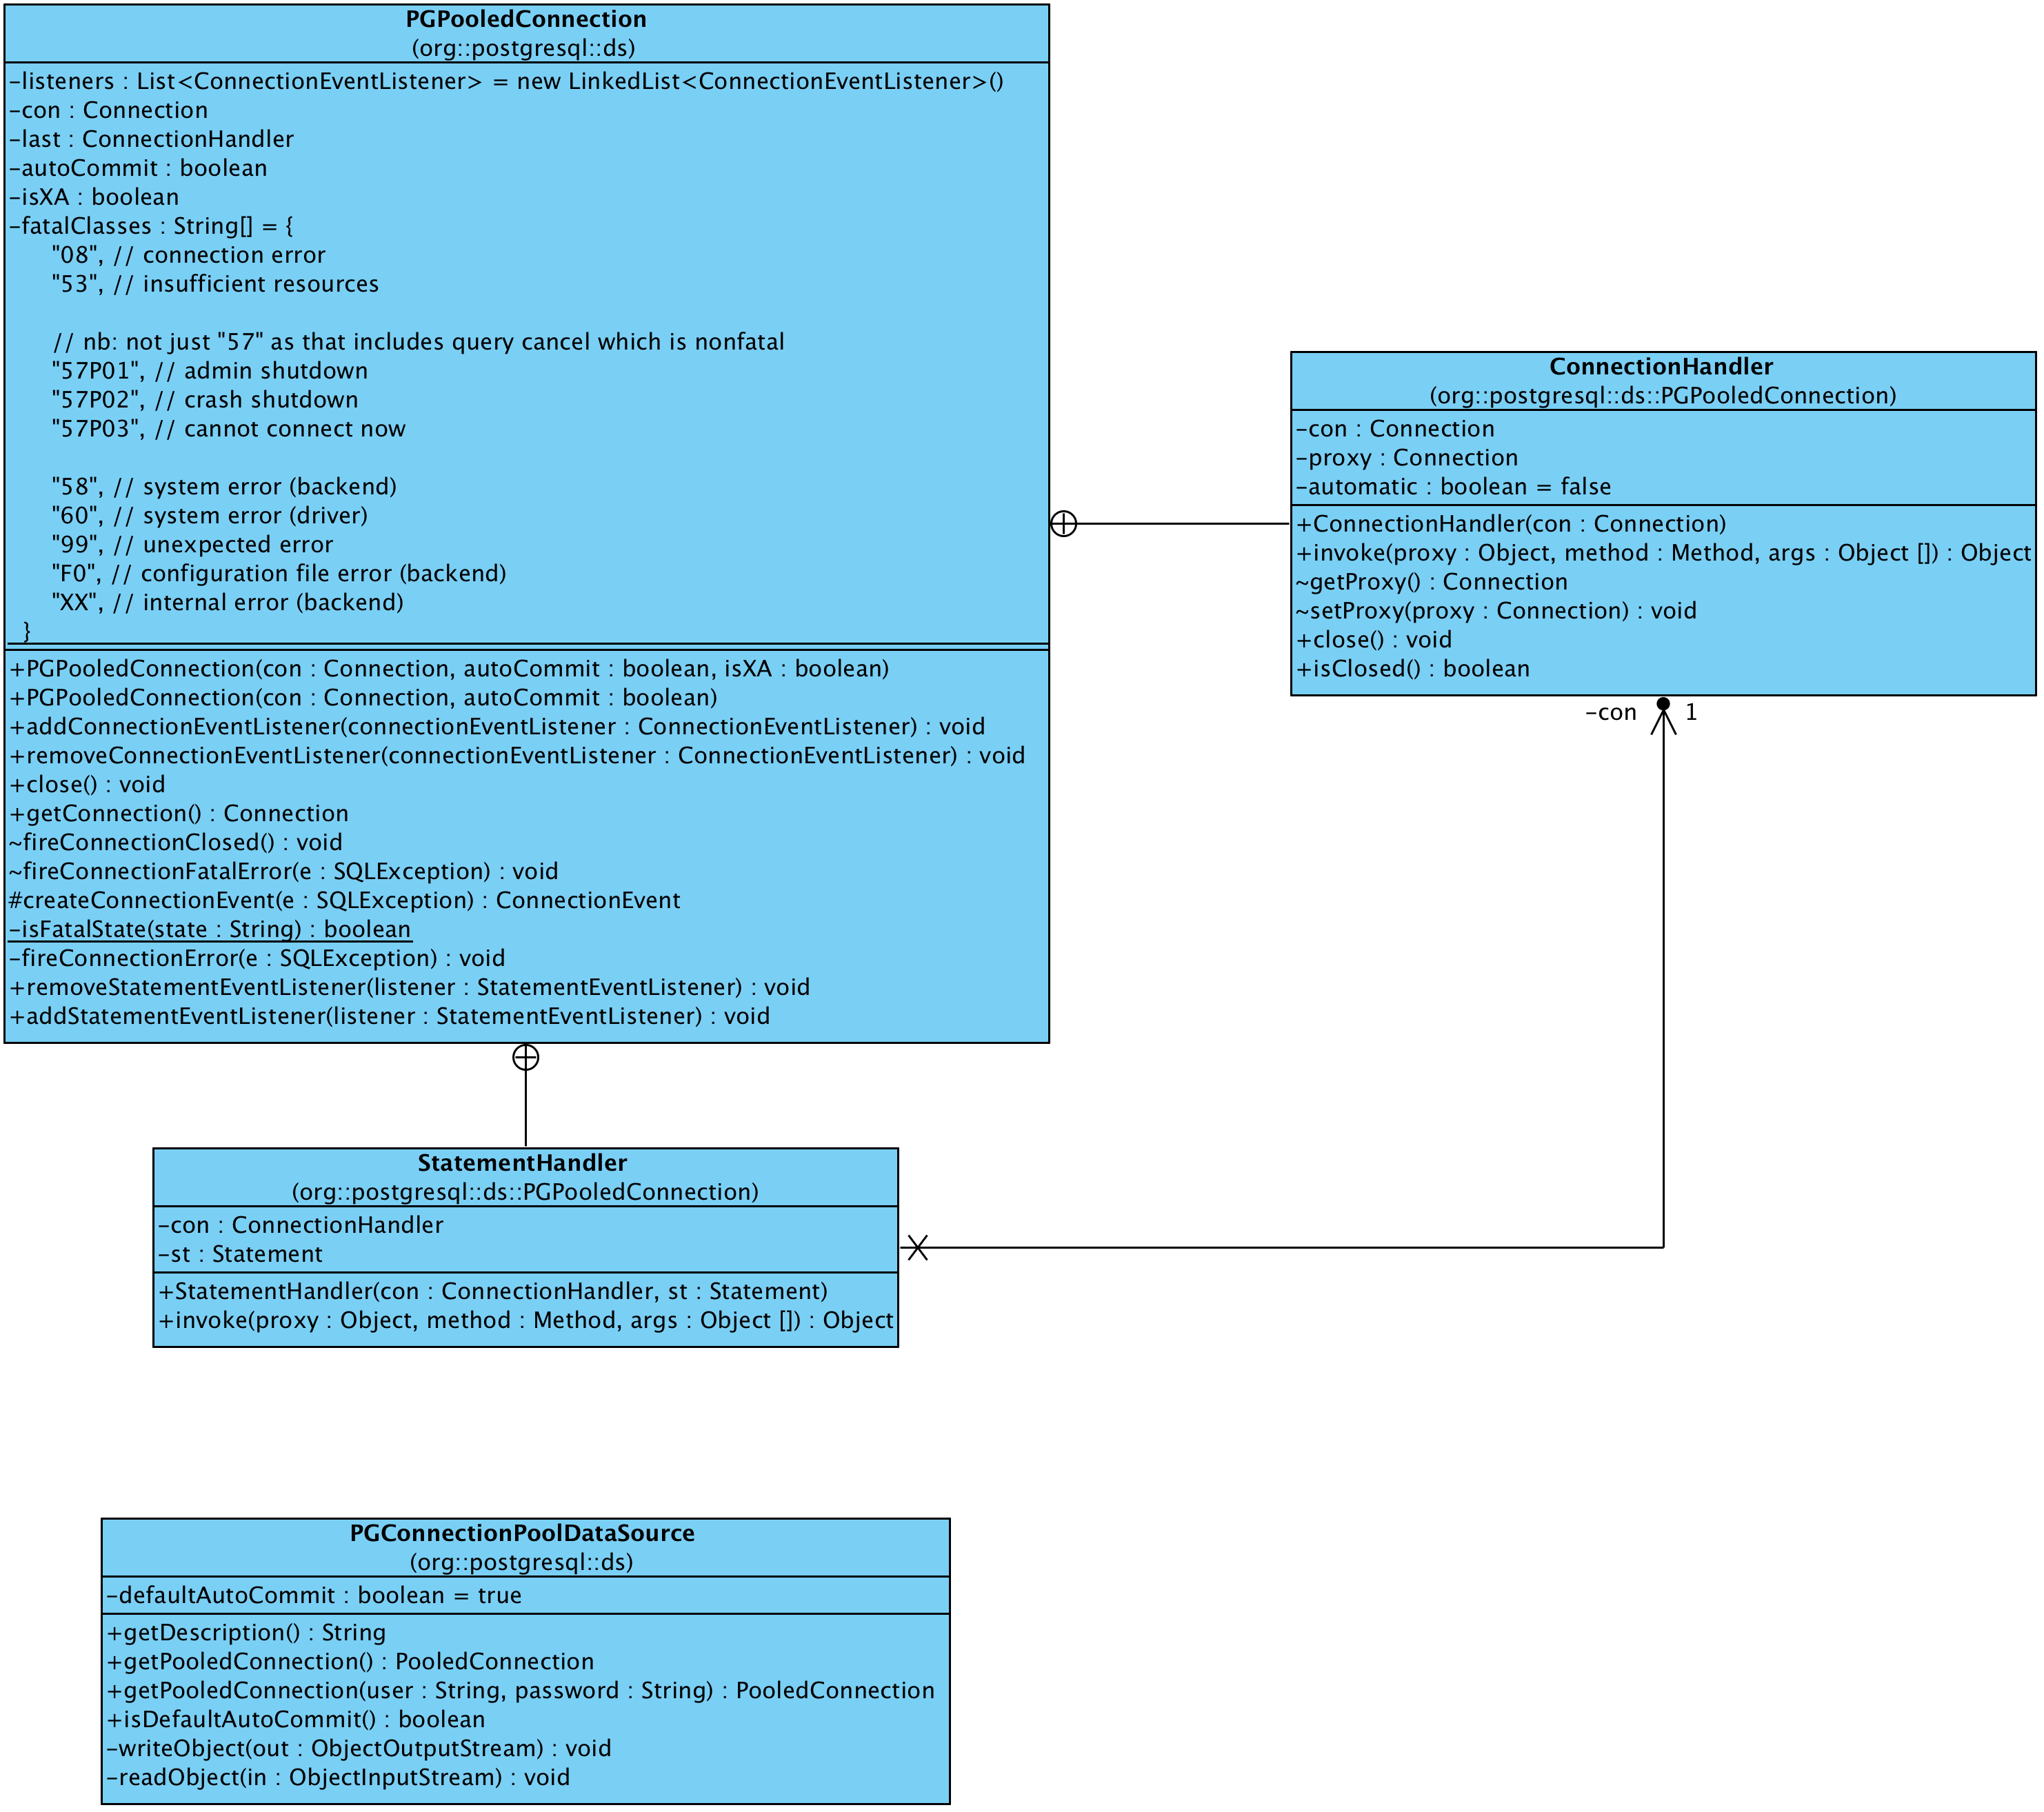 PGPooledConnection
(org::postgresql::ds)
-listeners : List<ConnectionEventListener> = new LinkedList<ConnectionEventListener>()
-con : Connection
-last : ConnectionHandler
-autoCommit : boolean
-isXA : boolean
-fatalClasses : String[] = {
"08", // connection error
"53", // insufficient resources
// nb: not just "57" as that includes query cancel which is nonfatal
"57P01", // admin shutdown
"57P02", // crash shutdown
"57P03", // cannot connect now
"58", // system error (backend)
"60", // system error (driver)
"99", // unexpected error
"F0", // configuration file error (backend)
"XX", // internal error (backend)
}
+PGPooledConnection(con : Connection, autoCommit : boolean, isXA : boolean)
+PGPooledConnection(con : Connection, autoCommit : boolean)
+addConnectionEventListener(connectionEventListener : ConnectionEventListener) : void
+removeConnectionEventListener(connectionEventListener : ConnectionEventListener) : void
+close() : void
+getConnection() : Connection
~fireConnectionClosed() : void
~fireConnectionFatalError(e : SQLException) : void
#createConnectionEvent(e : SQLException) : ConnectionEvent
-isFatalState(state : String) : boolean
-fireConnectionError(e : SQLException) : void
+removeStatementEventListener(listener : StatementEventListener) : void
+addStatementEventListener(listener : StatementEventListener) : void
ConnectionHandler
(org::postgresql::ds::PGPooledConnection)
-con : Connection
-proxy : Connection
-automatic : boolean = false
+ConnectionHandler(con : Connection)
+invoke(proxy : Object, method : Method, args : Object []) : Object
~getProxy() : Connection
~setProxy(proxy : Connection) : void
+close() : void
+isClosed() : boolean
-con 1
StatementHandler
(org::postgresql::ds::PGPooledConnection)
-con : ConnectionHandler
-st : Statement
+StatementHandler(con : ConnectionHandler, st : Statement)
+invoke(proxy : Object, method : Method, args : Object []) : Object
PGConnectionPoolDataSource
(org::postgresql::ds)
-defaultAutoCommit : boolean = true
+getDescription() : String
+getPooledConnection() : PooledConnection
+getPooledConnection(user : String, password : String) : PooledConnection
+isDefaultAutoCommit() : boolean
-writeObject(out : ObjectOutputStream) : void
-readObject(in : ObjectInputStream) : void